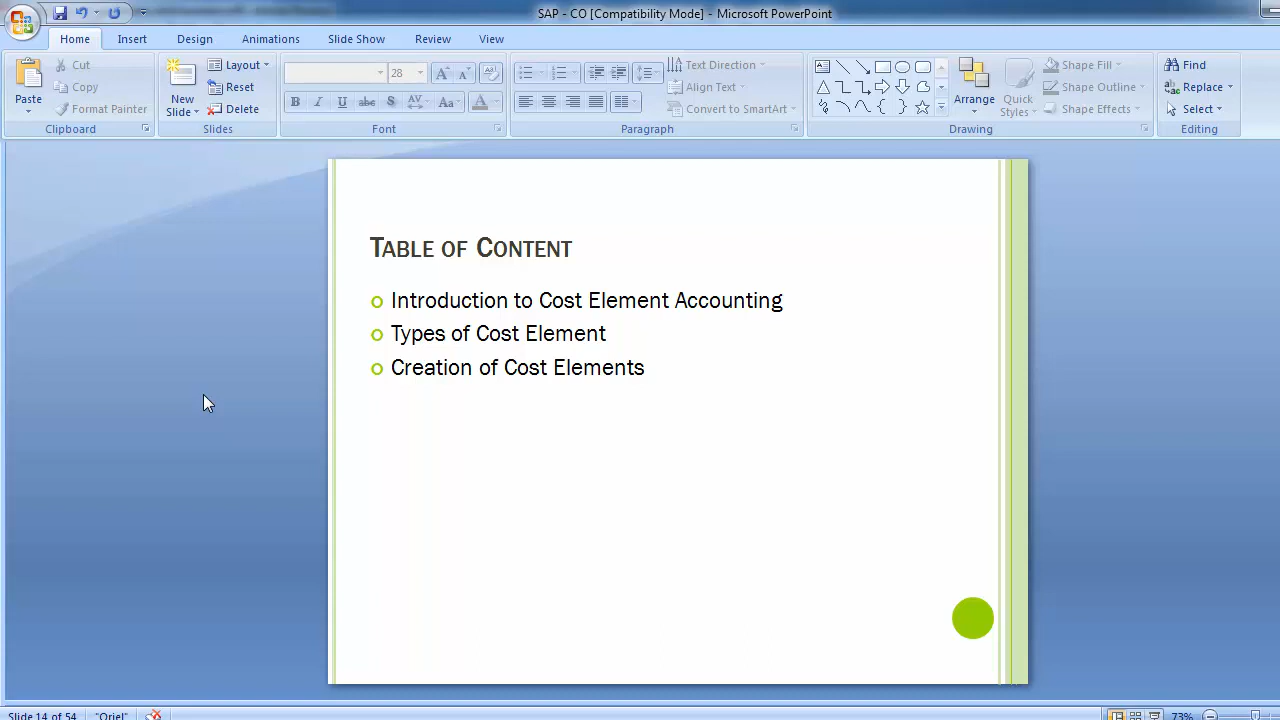 SAP - CO [Compatibility Mode] - Microsoft PowerPoint
Home Insert Design Animations Slide Show Review View
Paste Cut Copy Format Painter
Clipboard
New Slide Layout Reset Delete
Slides
28
B I U abc S AV Aa A
Font
Text Direction Align Text Convert to SmartArt
Paragraph
Arrange Quick Styles Shape Fill Shape Outline Shape Effects
Drawing
Find Replace Select
Editing
TABLE OF CONTENT
Introduction to Cost Element Accounting
Types of Cost Element
Creation of Cost Elements
Slide 14 of 54 "Oriel" 73%